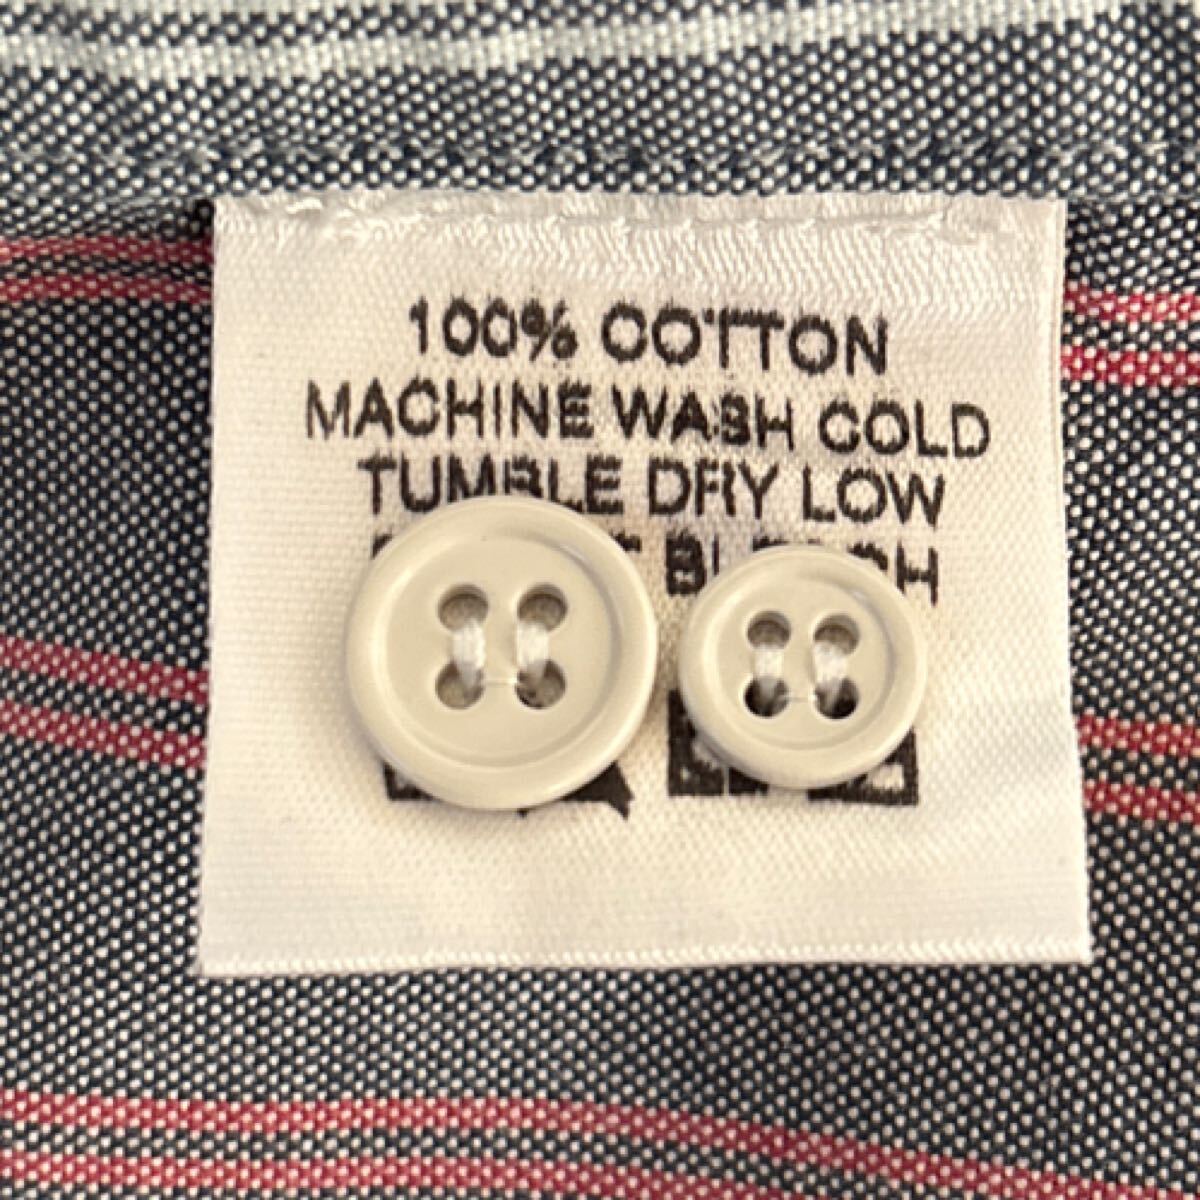 100% COTTON
MACHINE WASH COLD
TUMBLE DRY LOW